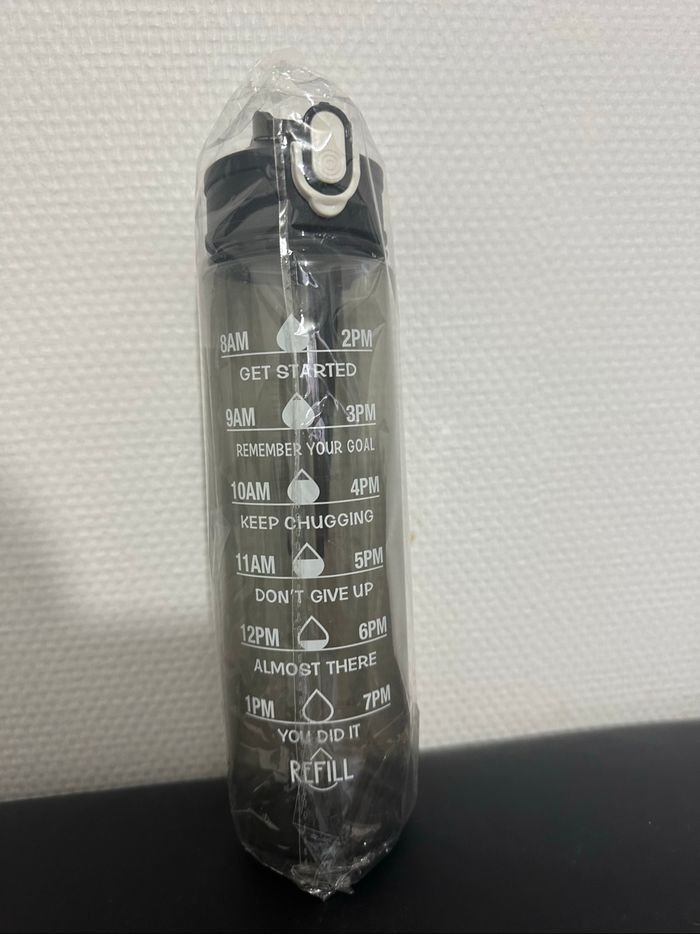 8AM 2PM
GET STARTED
9AM 3PM
REMEMBER YOUR GOAL
10AM 4PM
KEEP CHUGGING
11AM 5PM
DON'T GIVE UP
12PM 6PM
ALMOST THERE
1PM 7PM
YOU DID IT
REFILL